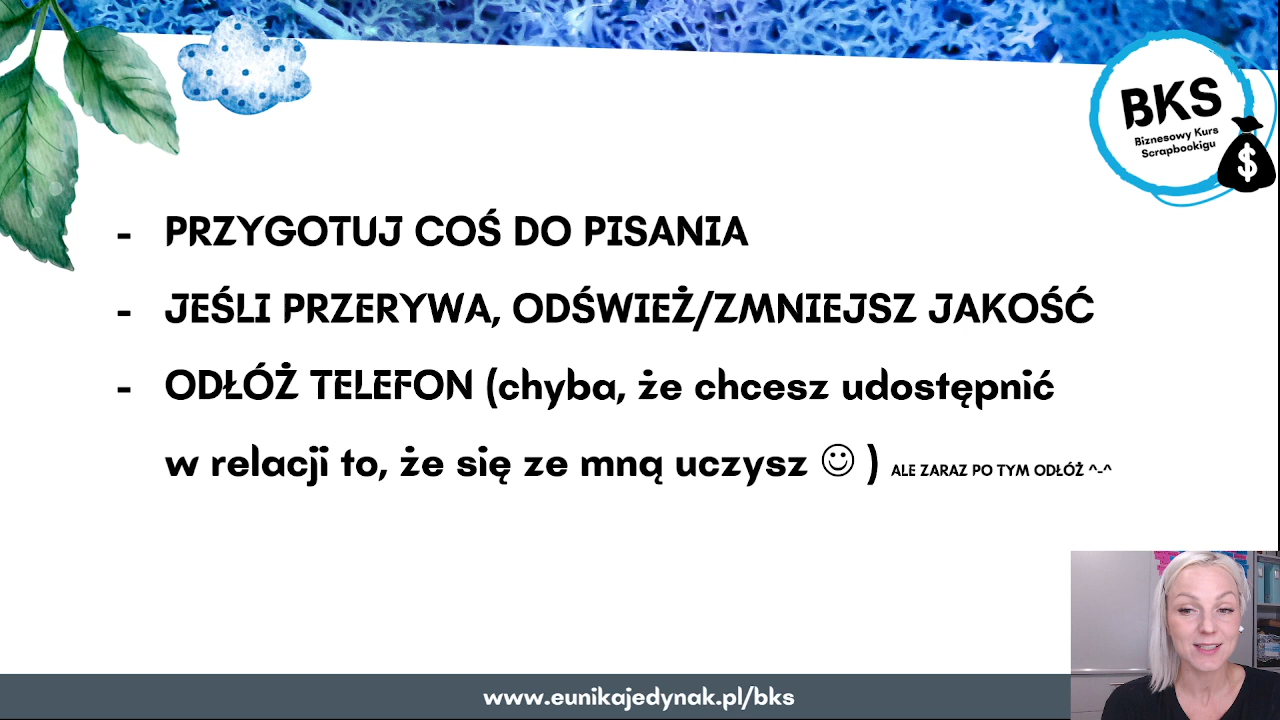 BKS
Biznesowy Kurs
Scrapbookigu
$
- PRZYGOTUJ COŚ DO PISANIA
- JEŚLI PRZERYWA, ODŚWIEŻ/ZMNIEJSZ JAKOŚĆ
- ODŁÓŻ TELEFON (chyba, że chcesz udostępnić
w relacji to, że się ze mną uczysz ☺ ) ALE ZARAZ PO TYM ODŁÓŻ ^-^
www.eunikajedynak.pl/bks